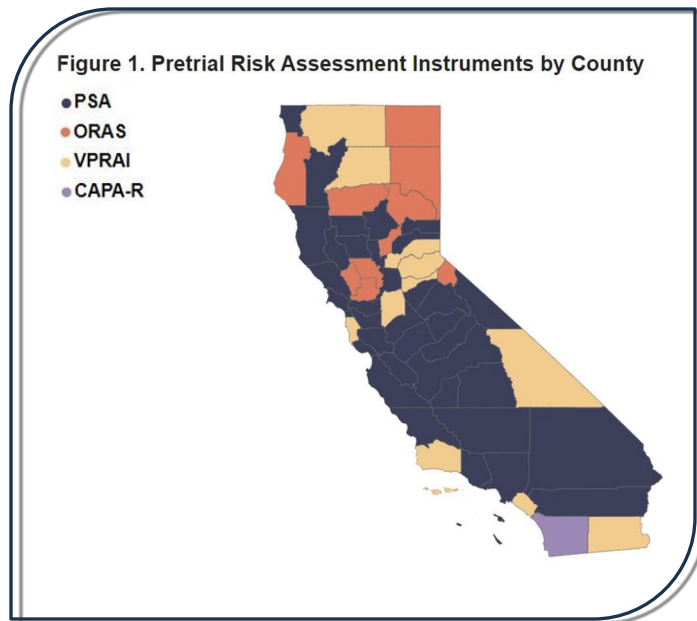 Figure 1. Pretrial Risk Assessment Instruments by County
PSA
ORAS
VPRAI
CAPA-R